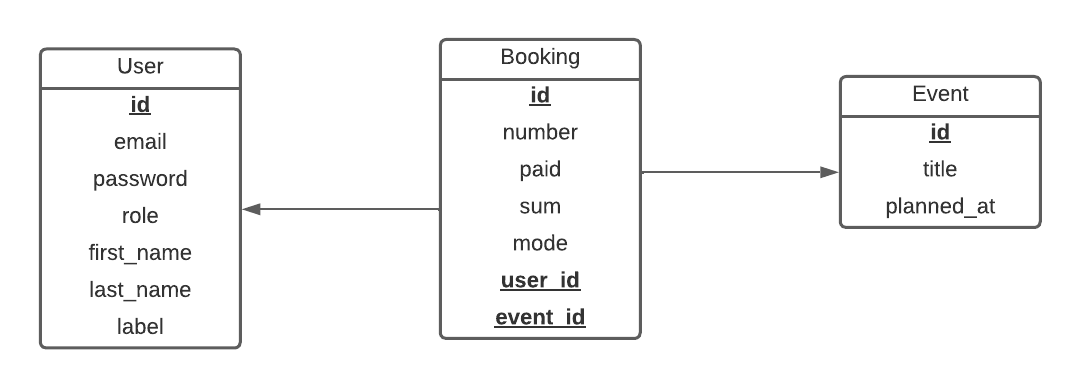 User
id
email
password
role
first_name
last_name
label
Booking
id
number
paid
sum
mode
user_id
event_id
Event
id
title
planned_at